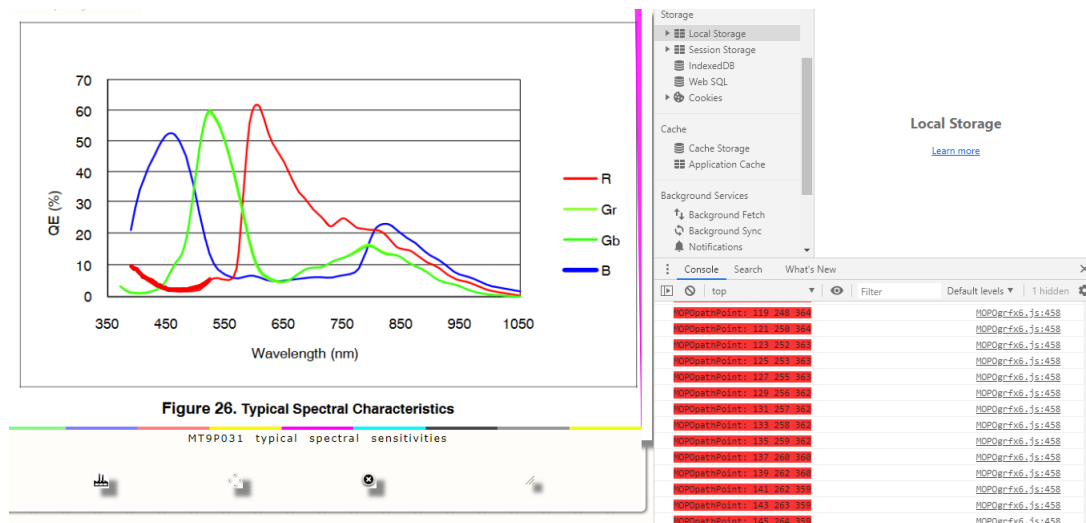 70
60
50
40
30
20
10
0
QE (%)
350 450 550 650 750 850 950 1050
Wavelength (nm)
R
Gr
Gb
B
Figure 26. Typical Spectral Characteristics
MT9P031 typical spectral sensitivities
Storage
Local Storage
Session Storage
IndexedDB
Web SQL
Cookies
Cache
Cache Storage
Application Cache
Background Services
Background Fetch
Background Sync
Notifications
Local Storage
Learn more
Console Search What's New
top Filter Default levels ▼ 1 hidden
MOPOpathPoint: 119 248 364 MOPOgrfx6.js:458
MOPOpathPoint: 121 250 364 MOPOgrfx6.js:458
MOPOpathPoint: 123 252 363 MOPOgrfx6.js:458
MOPOpathPoint: 125 253 363 MOPOgrfx6.js:458
MOPOpathPoint: 127 255 363 MOPOgrfx6.js:458
MOPOpathPoint: 129 256 362 MOPOgrfx6.js:458
MOPOpathPoint: 131 257 362 MOPOgrfx6.js:458
MOPOpathPoint: 133 258 362 MOPOgrfx6.js:458
MOPOpathPoint: 135 259 362 MOPOgrfx6.js:458
MOPOpathPoint: 137 260 360 MOPOgrfx6.js:458
MOPOpathPoint: 139 262 360 MOPOgrfx6.js:458
MOPOpathPoint: 141 262 359 MOPOgrfx6.js:458
MOPOpathPoint: 143 263 359 MOPOgrfx6.js:458
MOPOpathPoint: 145 264 359 MOPOgrfx6.js:458